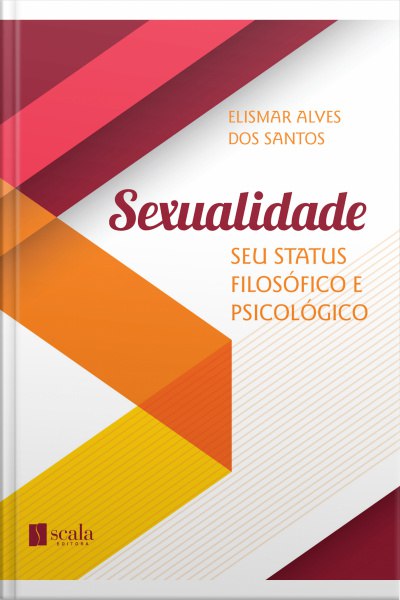 ELISMAR ALVES
DOS SANTOS
Sexualidade
SEU STATUS
FILOSÓFICO E
PSICOLÓGICO
scala
EDITORA